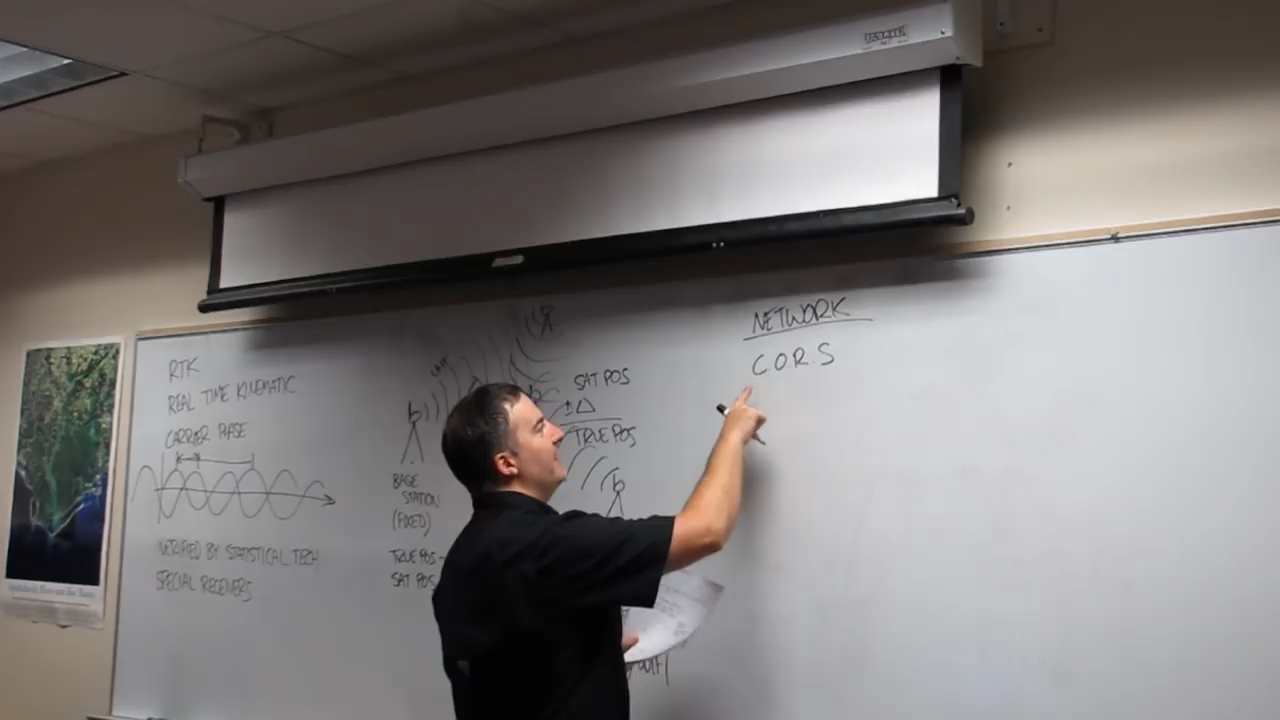 RTK
REAL TIME KINEMATIC
CARRIER PHASE
VERIFIED BY STATISTICAL TECH
SPECIAL RECEIVERS
UHF
BASE
STATION
(FIXED)
TRUE POS -
SAT POS
SAT POS
± Δ
TRUE POS
NETWORK
C.O.R.S